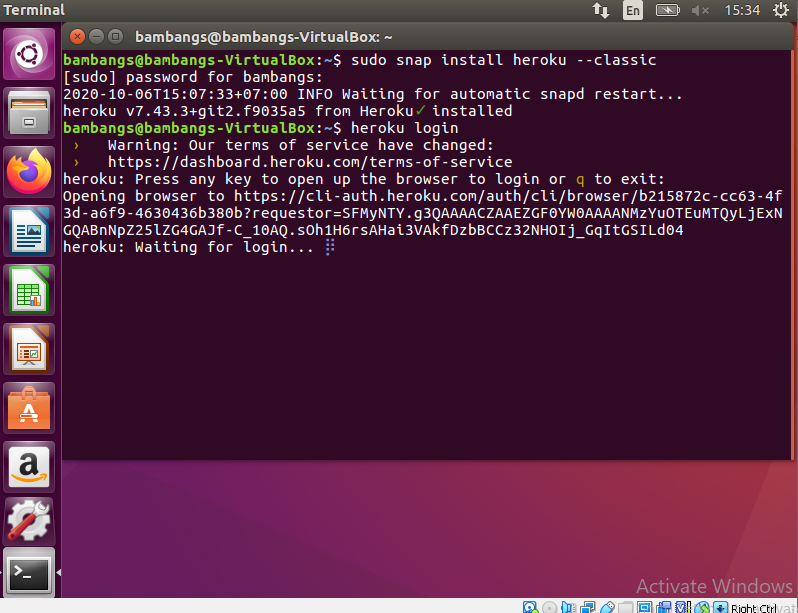 Terminal
En
15:34
bambangs@bambangs-VirtualBox: ~
bambangs@bambangs-VirtualBox:~$ sudo snap install heroku --classic
[sudo] password for bambangs:
2020-10-06T15:07:33+07:00 INFO Waiting for automatic snapd restart...
heroku v7.43.3+git2.f9035a5 from Heroku✓ installed
bambangs@bambangs-VirtualBox:~$ heroku login
› Warning: Our terms of service have changed:
› https://dashboard.heroku.com/terms-of-service
heroku: Press any key to open up the browser to login or q to exit:
Opening browser to https://cli-auth.heroku.com/auth/cli/browser/b215872c-cc63-4f
3d-a6f9-4630436b380b?requestor=SFMyNTY.g3QAAAACZAAEZGF0YW0AAAANMzYuOTEuMTQyLjExN
GQABnNpZ25lZG4GAJf-C_10AQ.sOh1H6rsAHai3VAkfDzbBCCz32NHOIj_GqItGSILd04
heroku: Waiting for login... ⣾
Activate Windows
Right Ctrl